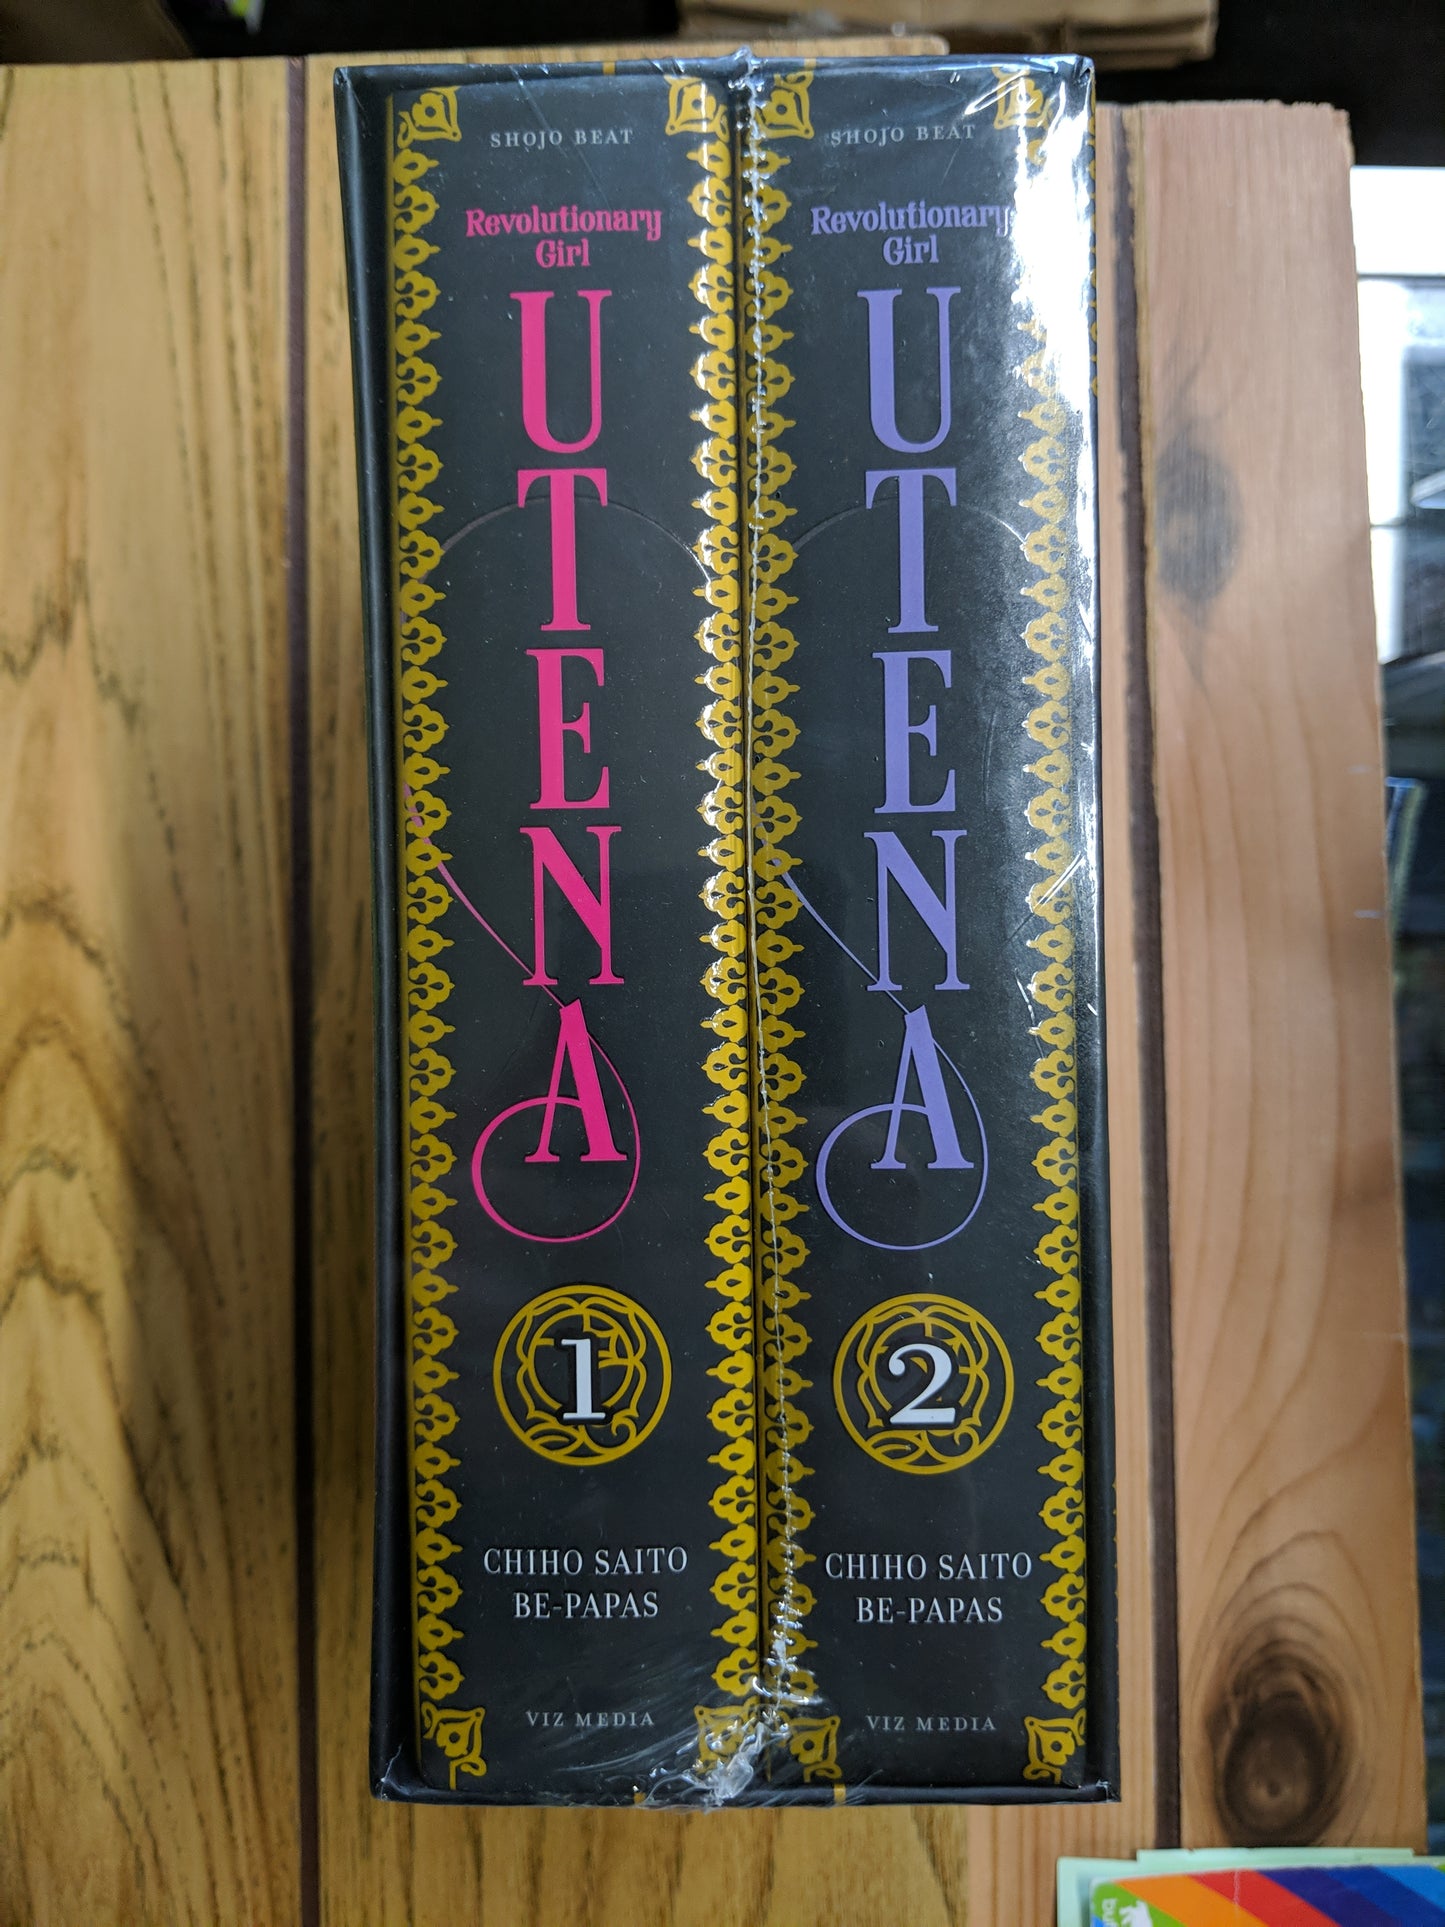 SHOJO BEAT
Revolutionary
Girl
UTENA
1
CHIHO SAITO
BE-PAPAS
VIZ MEDIA
SHOJO BEAT
Revolutionary
Girl
UTENA
2
CHIHO SAITO
BE-PAPAS
VIZ MEDIA